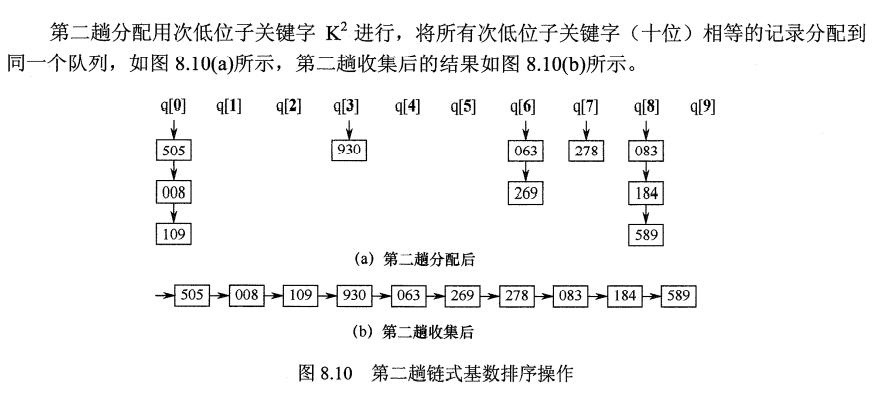 第二趟分配用次低位子关键字 K² 进行，将所有次低位子关键字（十位）相等的记录分配到
同一个队列，如图 8.10(a)所示，第二趟收集后的结果如图 8.10(b)所示。
q[0] q[1] q[2] q[3] q[4] q[5] q[6] q[7] q[8] q[9]
505 930 063 278 083
008 269 184
109 589
(a) 第二趟分配后
505 008 109 930 063 269 278 083 184 589
(b) 第二趟收集后
图 8.10 第二趟链式基数排序操作